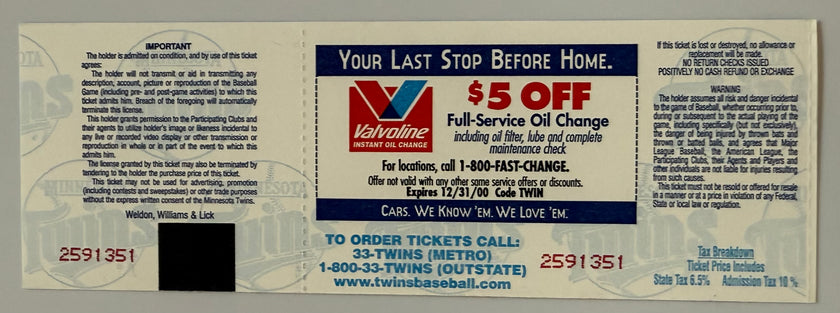 IMPORTANT
The holder is admitted on condition, and by use of this ticket
agrees:
The holder will not transmit or aid in transmitting any
description, account, picture or reproduction of the Baseball
Game (including pre- and post-game activities) to which this
ticket admits him. Breach of the foregoing will automatically
terminate this license.
This holder grants permission to the Participating Clubs and
their agents to utilize holder's image or likeness incidental to
any live or recorded video display or other transmission or
reproduction in whole or in part of the event to which this
admits him.
The license granted by this ticket may also be terminated by
tendering to the holder the purchase price of this ticket.
This ticket may not be used for advertising, promotion
(including contests and sweepstakes) or other trade purposes
without the express written consent of the Minnesota Twins.
Weldon, Williams & Lick
2591351
YOUR LAST STOP BEFORE HOME.
Valvoline
INSTANT OIL CHANGE
$5 OFF
Full-Service Oil Change
including oil filter, lube and complete
maintenance check
For locations, call 1-800-FAST-CHANGE.
Offer not valid with any other same service offers or discounts.
Expires 12/31/00 Code TWIN
CARS. WE KNOW 'EM. WE LOVE 'EM.
TO ORDER TICKETS CALL:
33-TWINS (METRO)
1-800-33-TWINS (OUTSTATE)
www.twinsbaseball.com
2591351
If this ticket is lost or destroyed, no allowance or
replacement will be made.
NO RETURN CHECKS ISSUED
POSITIVELY NO CASH REFUND OR EXCHANGE
WARNING
The holder assumes all risk and danger incidental
to the game of Baseball, whether occurring prior to,
during or subsequent to the actual playing of the
game, including specifically (but not exclusively),
the danger of being injured by thrown bats and
thrown or batted balls, and agrees that Major
League Baseball, the American League, the
Participating Clubs, their Agents and Players and
other individuals are not liable for injuries resulting
from such causes.
This ticket must not be resold or offered for resale
in a manner or at a price in violation of any Federal,
State or local law or regulation.
Tax Breakdown
Ticket Price Includes
State Tax 6.5% Admission Tax 10%